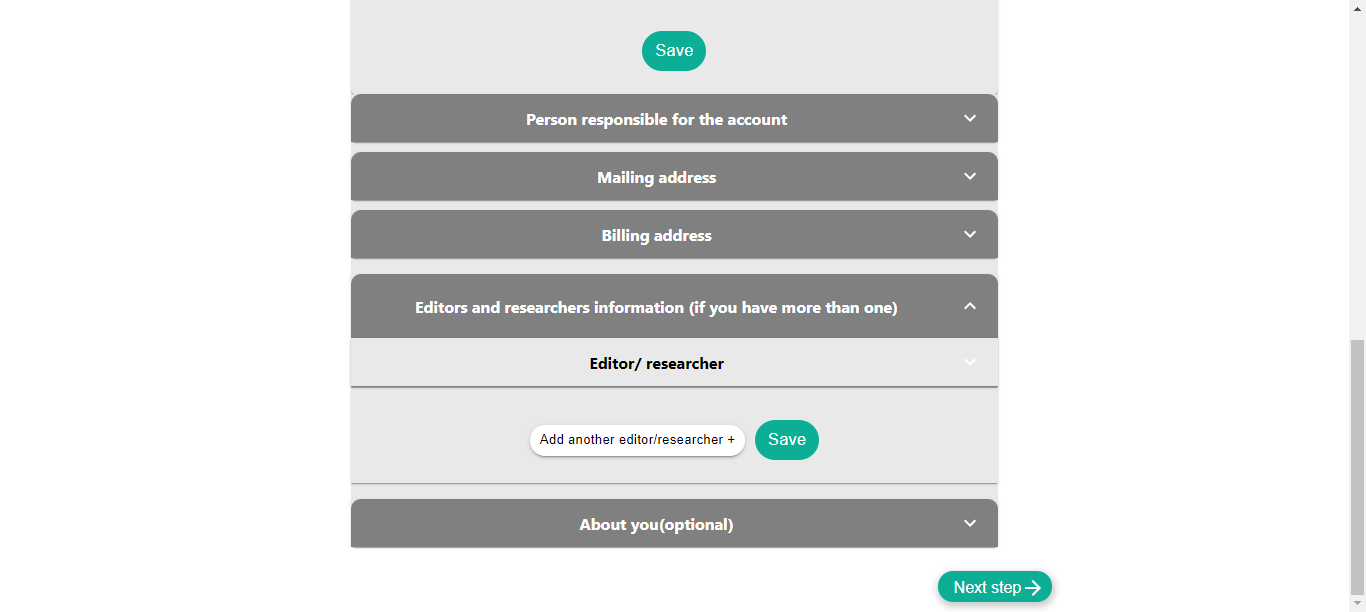 Save
Person responsible for the account
Mailing address
Billing address
Editors and researchers information (if you have more than one)
Editor/ researcher
Add another editor/researcher + Save
About you(optional)
Next step→